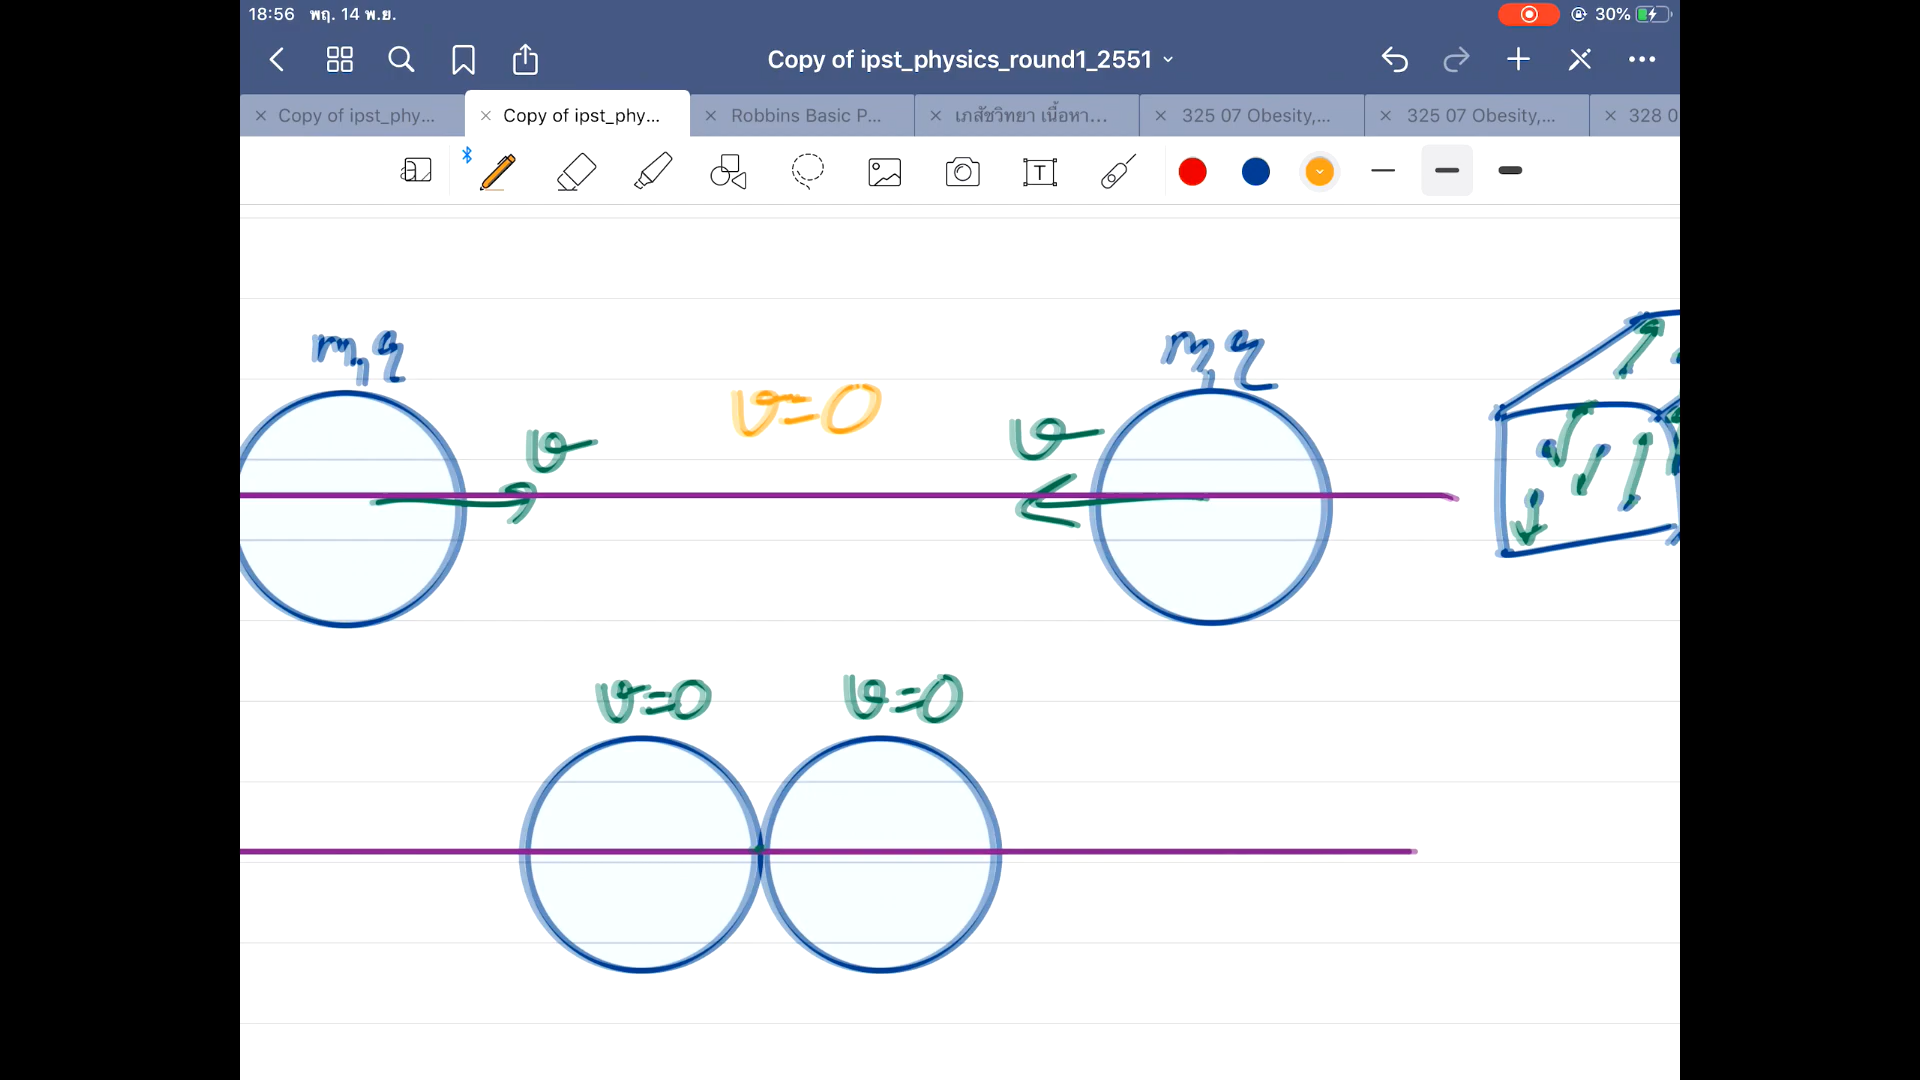 18:56 พฤ. 14 พ.ย. 30%
Copy of ipst_physics_round1_2551
Copy of ipst_phy... Copy of ipst_phy... Robbins Basic P... เภสัชวิทยา เนื้อหา... 325 07 Obesity,... 325 07 Obesity,... 328 0
T
m, q
m, q
v=0
v
v
v=0 v=0